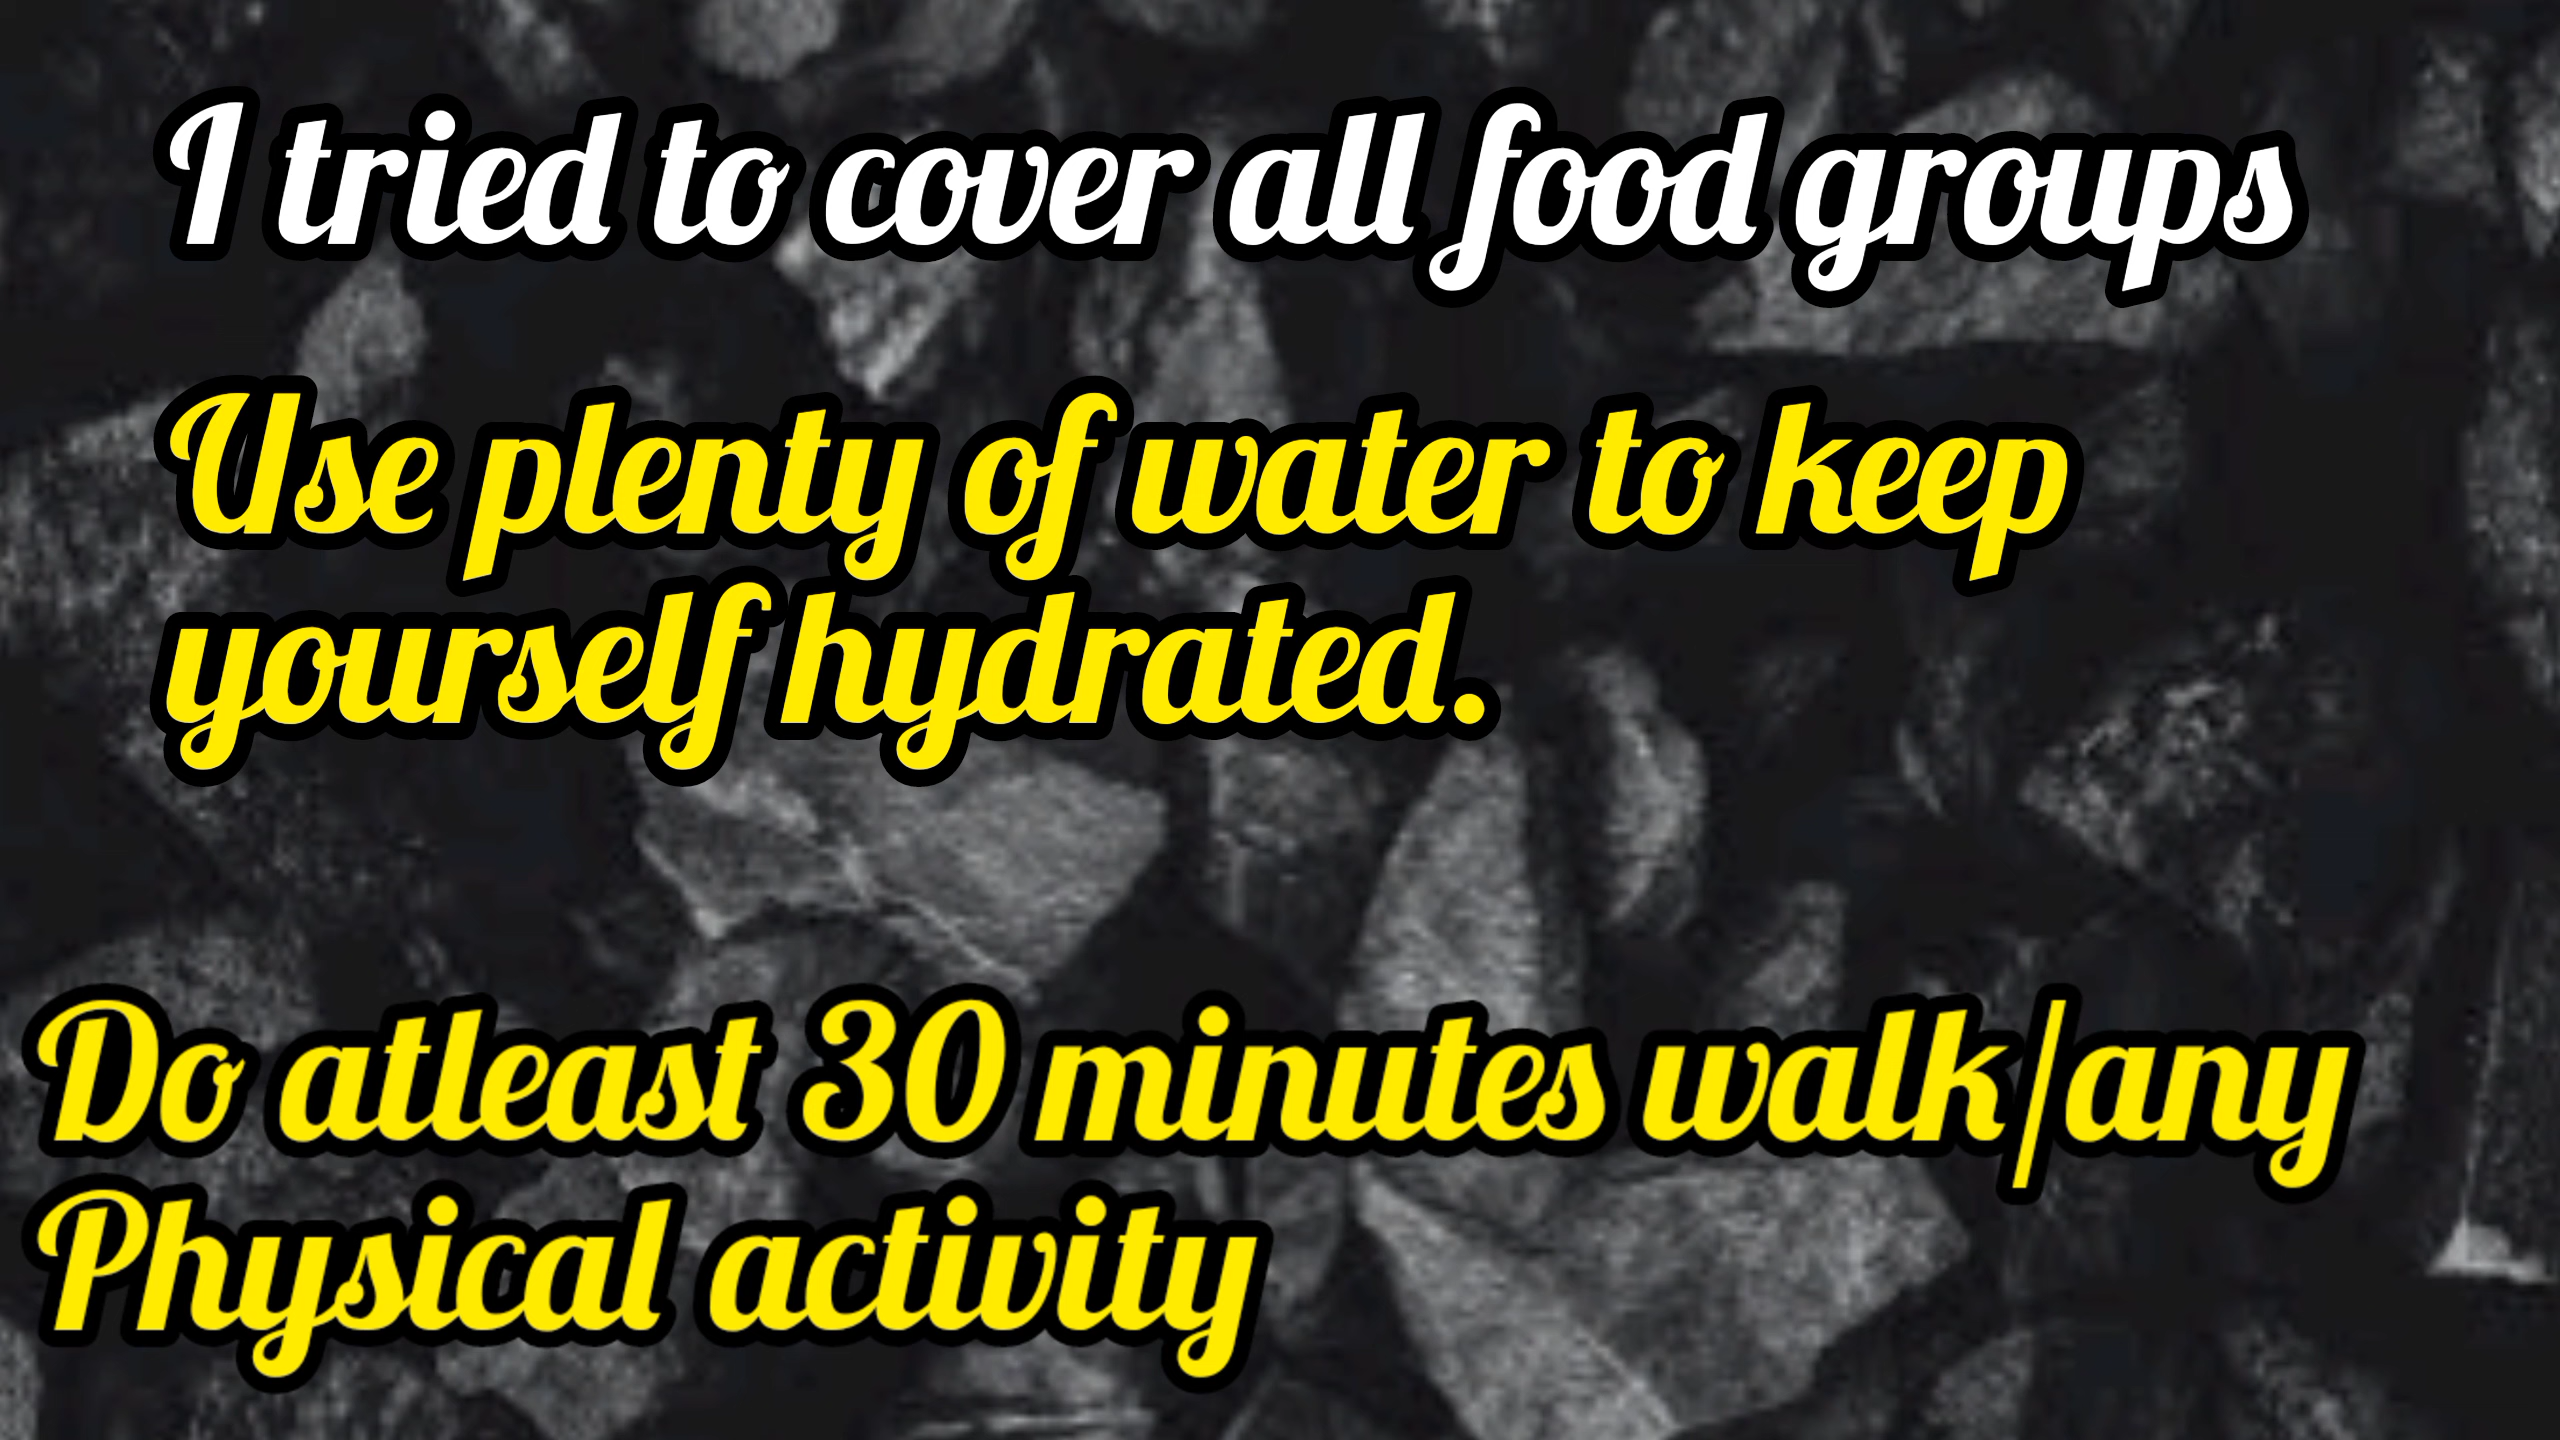 I tried to cover all food groups
Use plenty of water to keep
yourself hydrated.
Do atleast 30 minutes walk/any
Physical activity